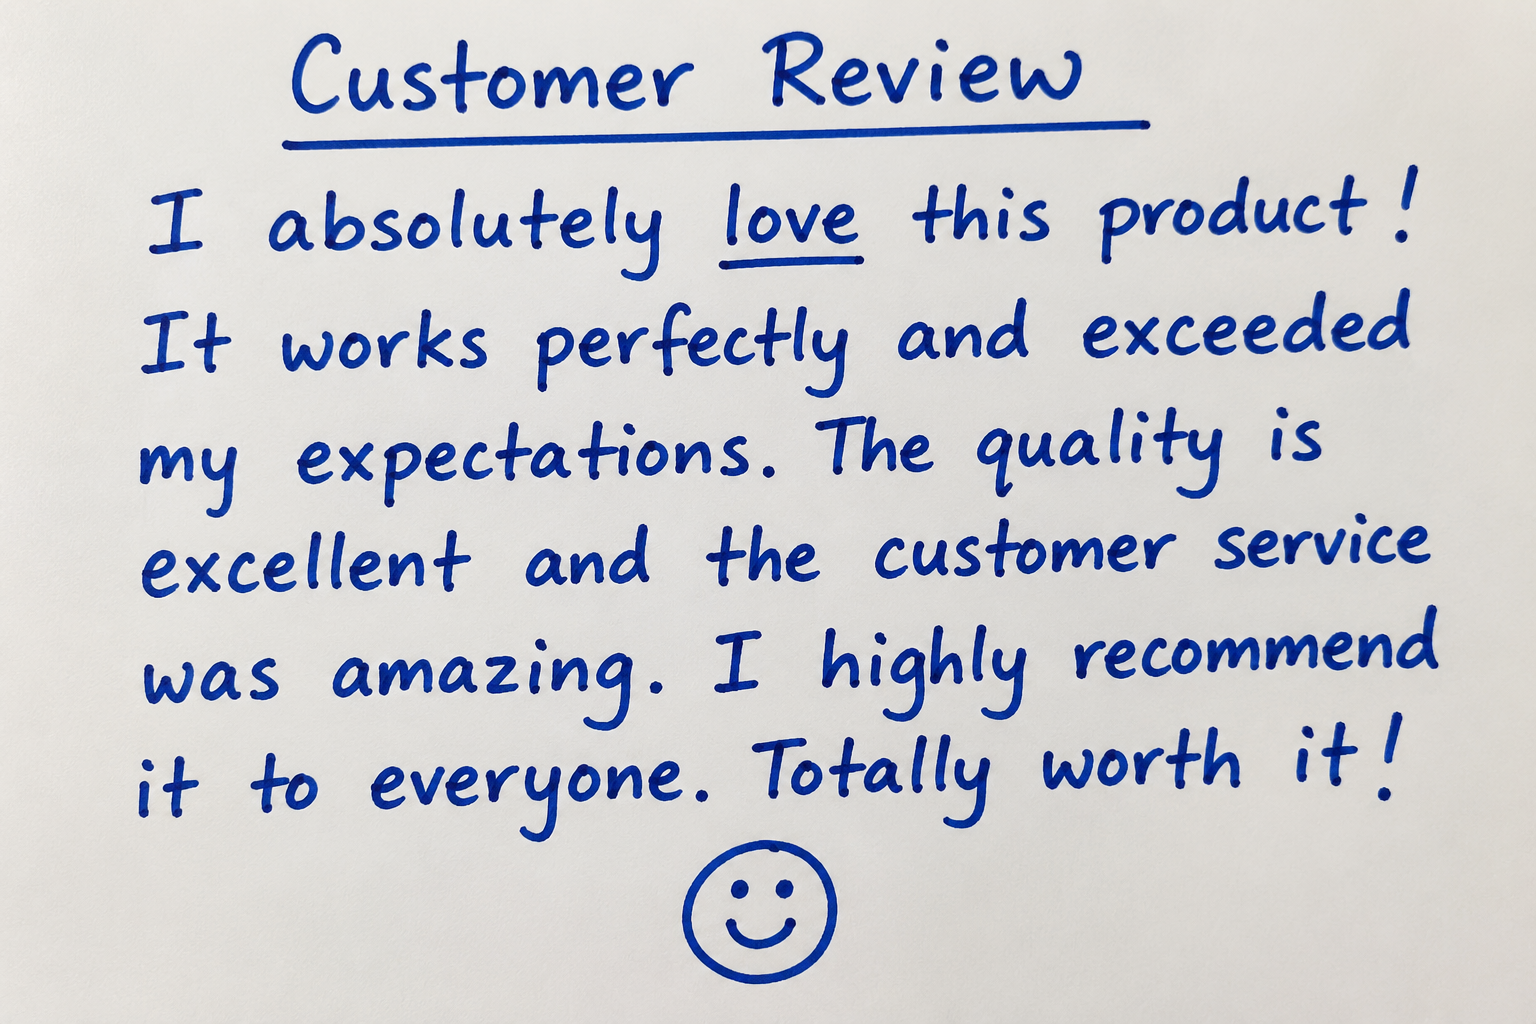 Customer Review
I absolutely love this product!
It works perfectly and exceeded
my expectations. The quality is
excellent and the customer service
was amazing. I highly recommend
it to everyone. Totally worth it!